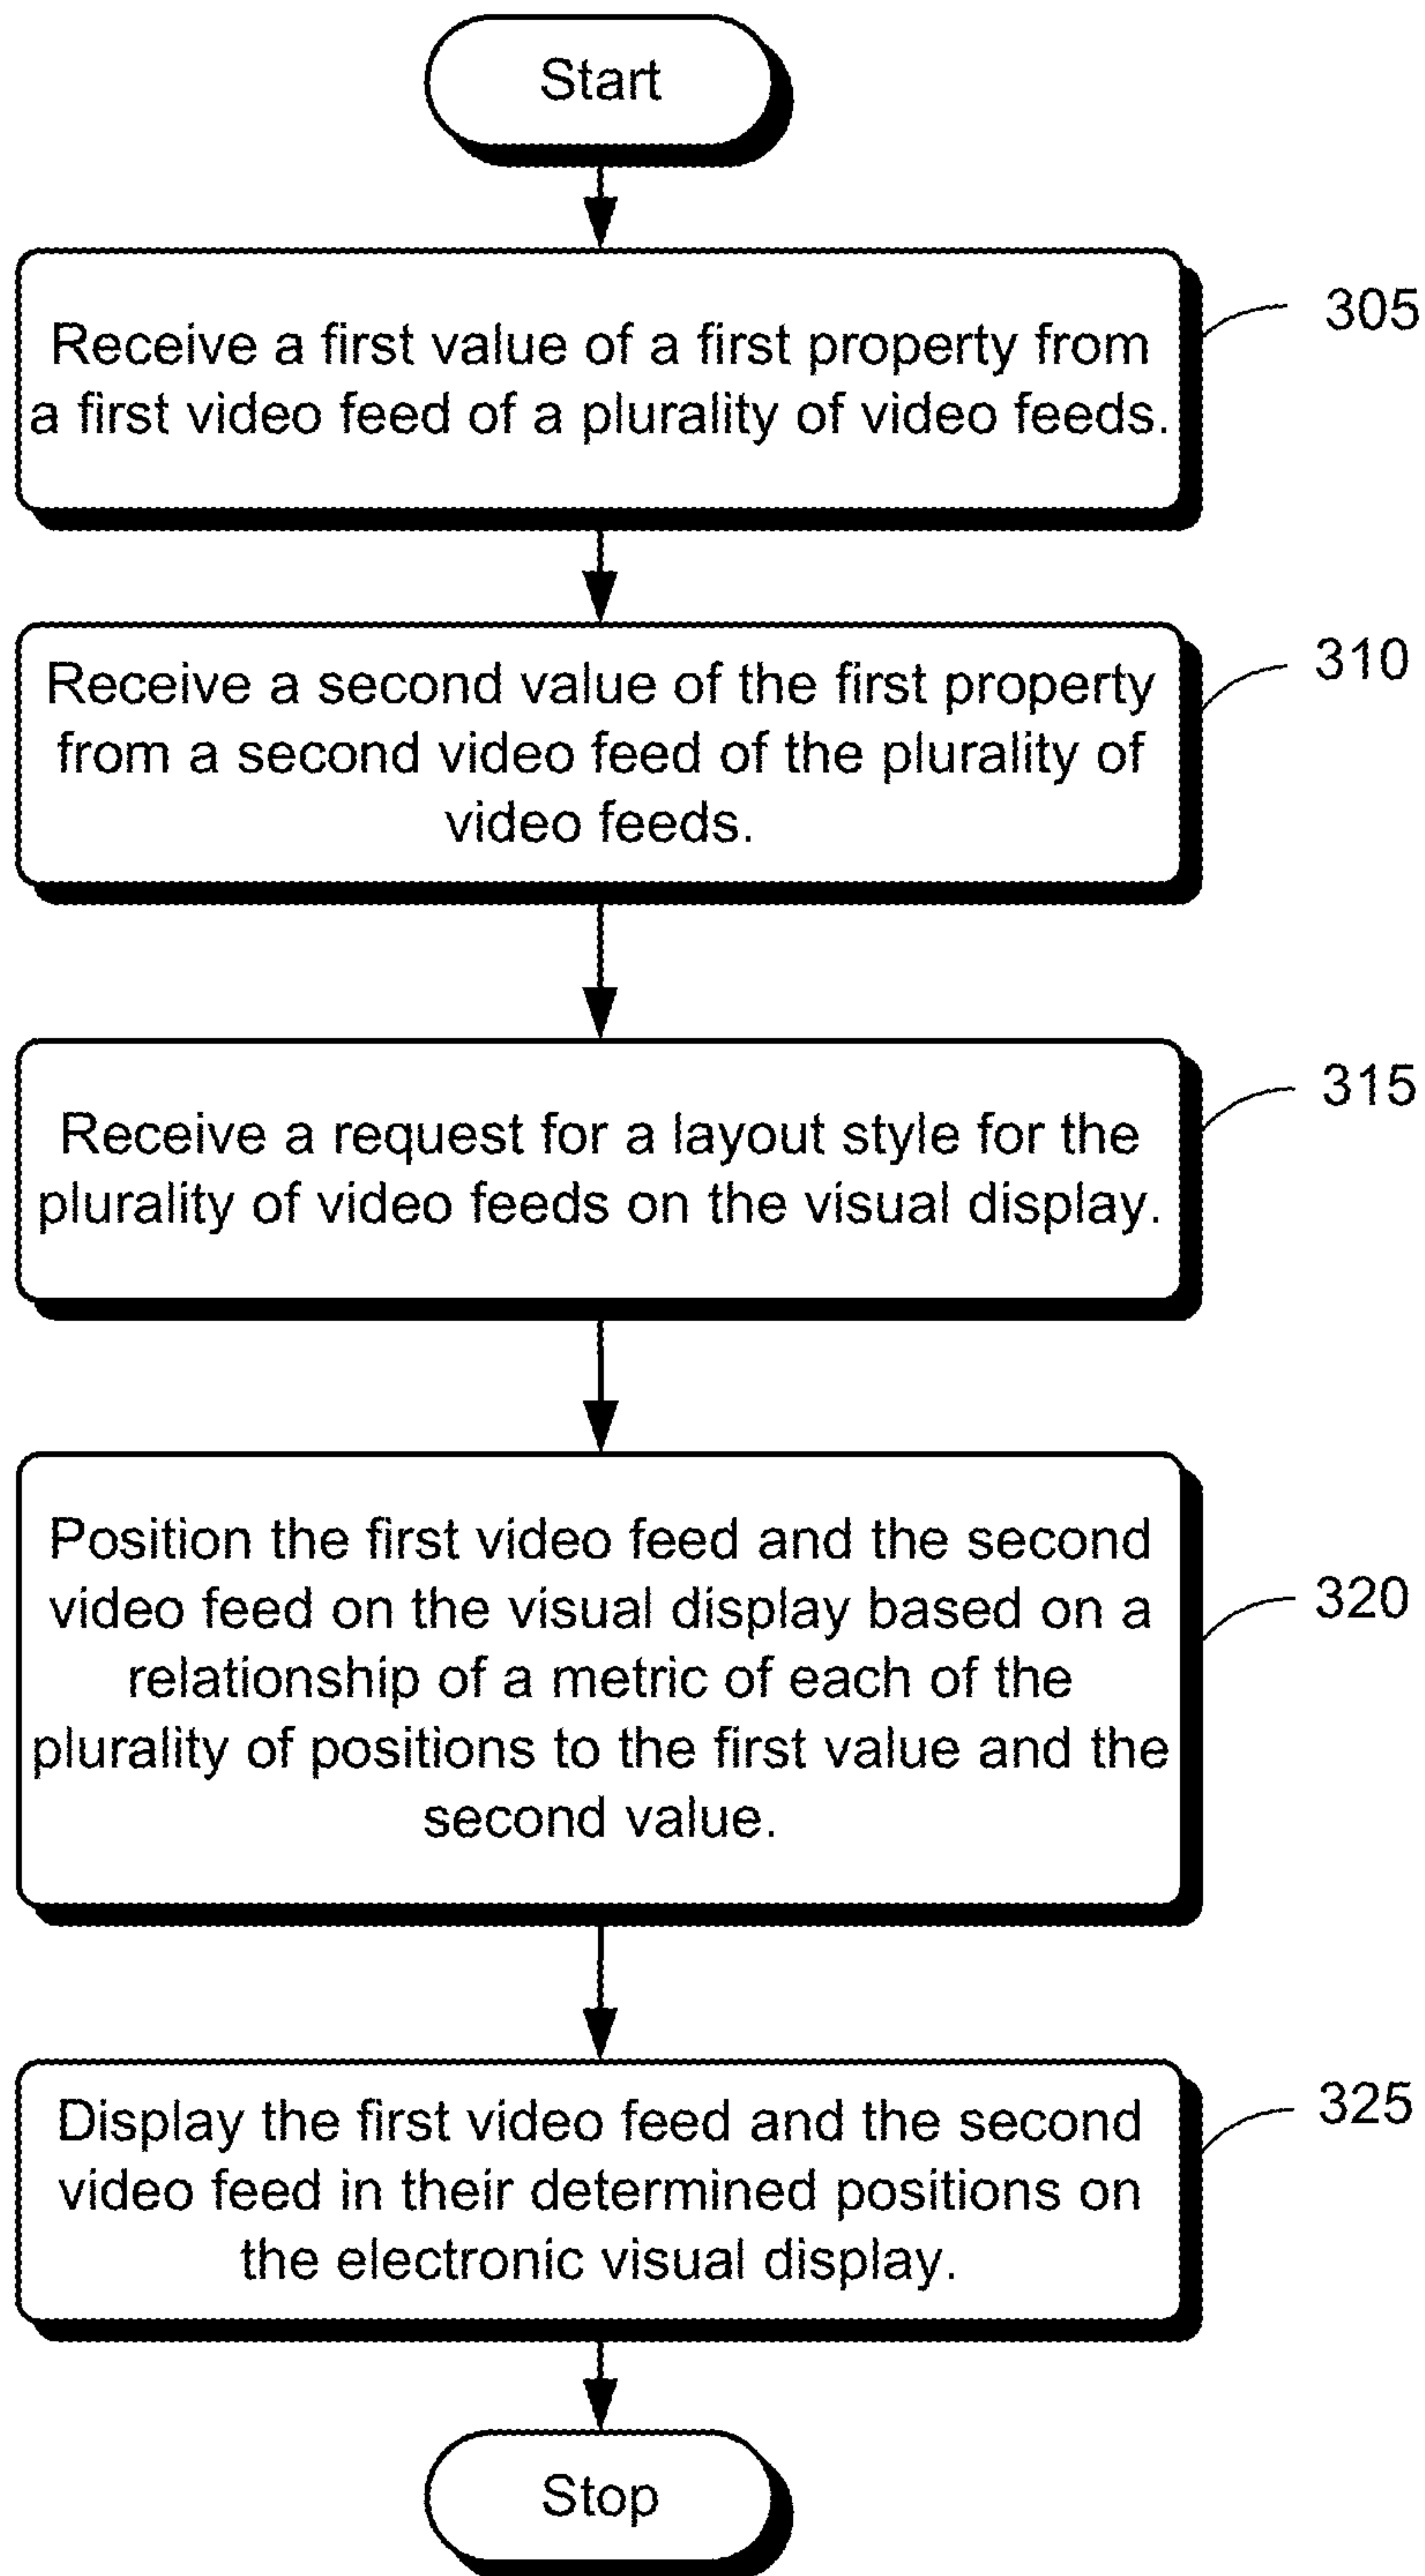 Start
Receive a first value of a first property from
a first video feed of a plurality of video feeds.
305
Receive a second value of the first property
from a second video feed of the plurality of
video feeds.
310
Receive a request for a layout style for the
plurality of video feeds on the visual display.
315
Position the first video feed and the second
video feed on the visual display based on a
relationship of a metric of each of the
plurality of positions to the first value and the
second value.
320
Display the first video feed and the second
video feed in their determined positions on
the electronic visual display.
325
Stop